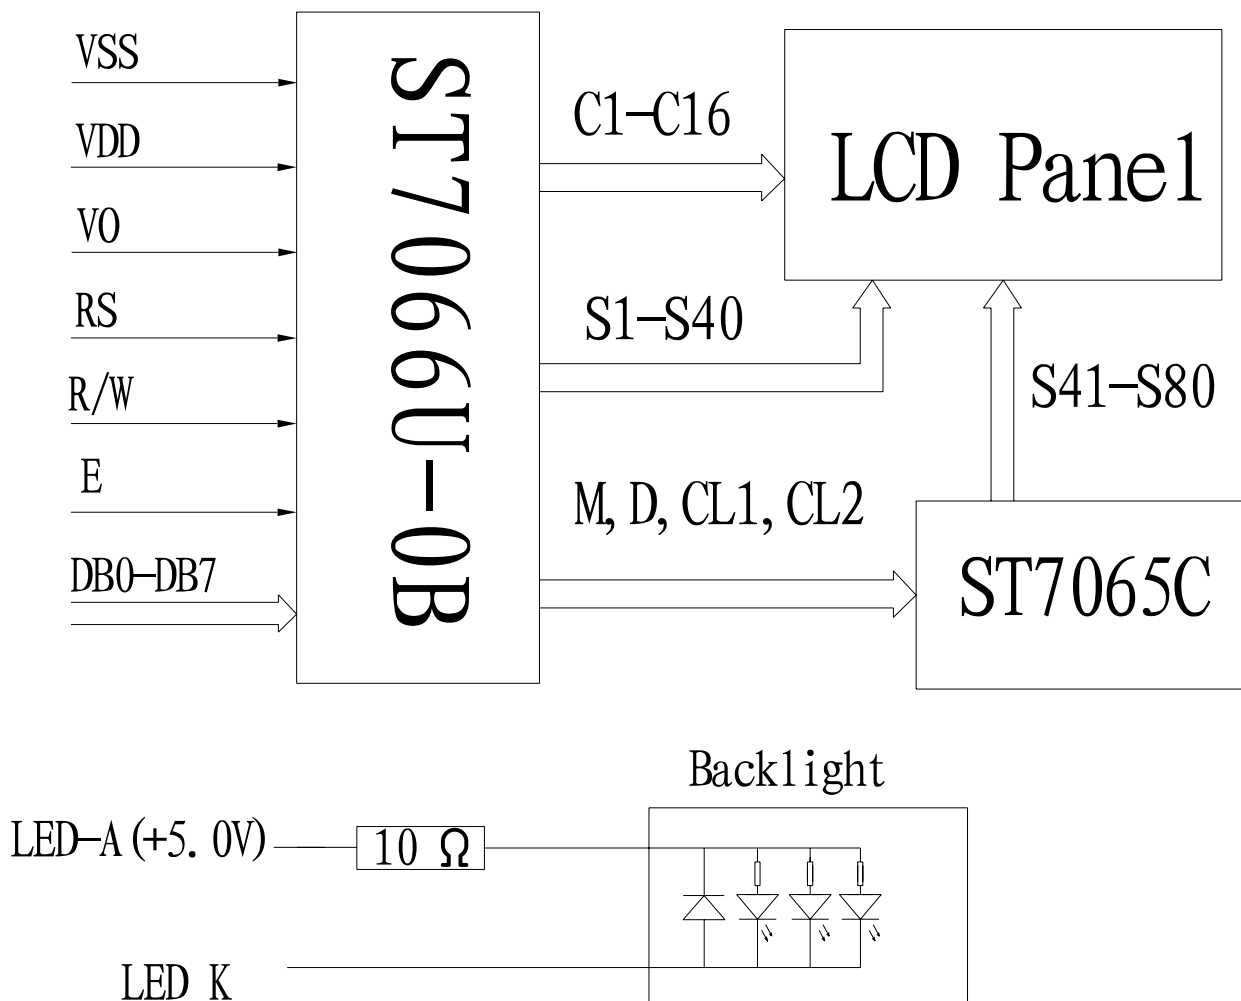 VSS
VDD
VO
RS
R/W
E
DB0-DB7
ST7066U-0B
C1-C16
LCD Panel
S1-S40
S41-S80
M, D, CL1, CL2
ST7065C
Backlight
LED-A(+5.0V)
10 Ω
LED K